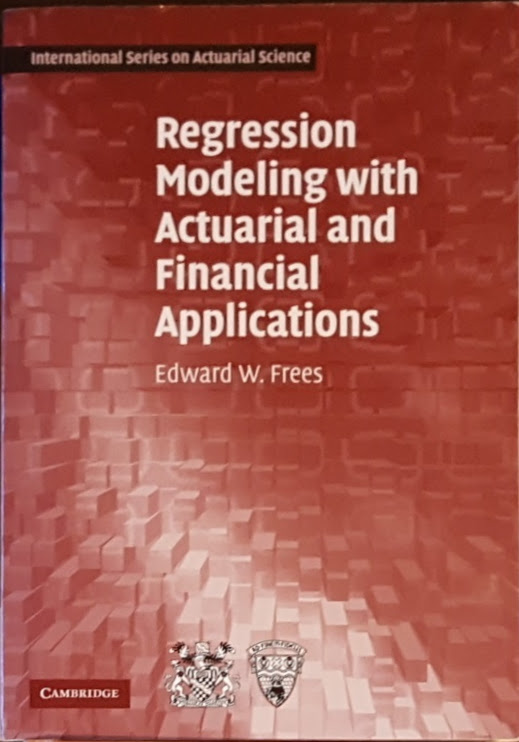 International Series on Actuarial Science
Regression
Modeling with
Actuarial and
Financial
Applications
Edward W. Frees
CAMBRIDGE